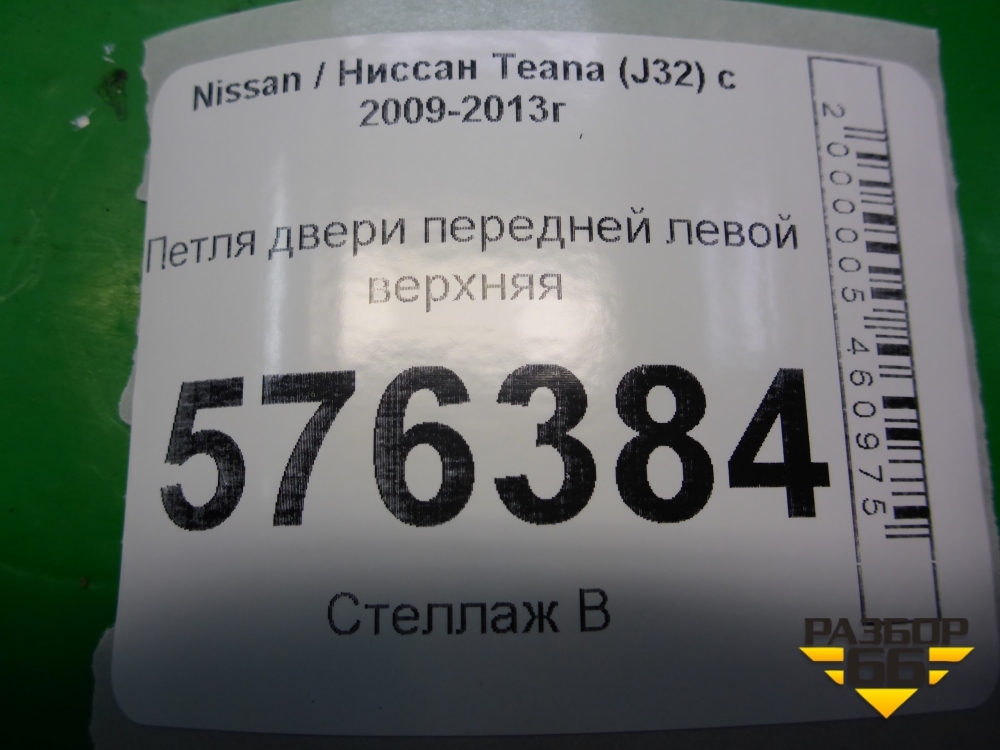 Nissan / Ниссан Teana (J32) с
2009-2013г
Петля двери передней левой
верхняя
576384
Стеллаж В
2000005460975
РАЗБОР
66